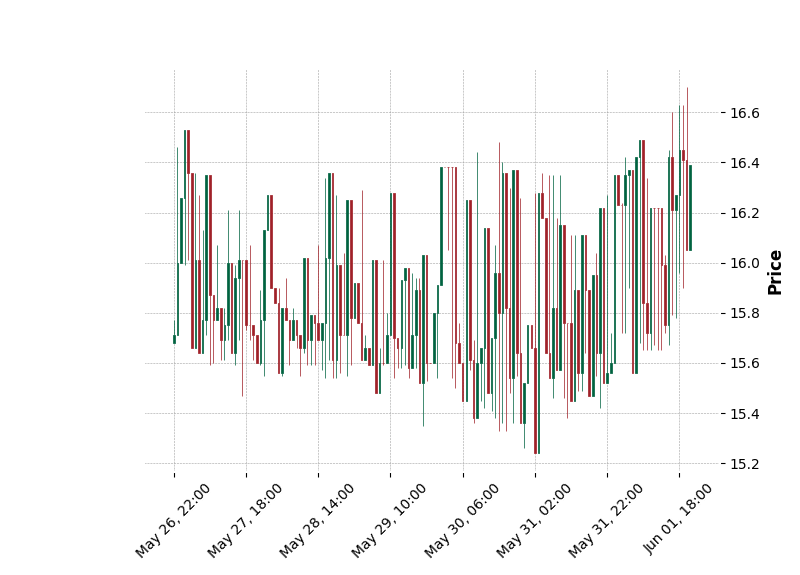 16.6
16.4
16.2
16.0
15.8
15.6
15.4
15.2
Price
May 26, 22:00
May 27, 18:00
May 28, 14:00
May 29, 10:00
May 30, 06:00
May 31, 02:00
May 31, 22:00
Jun 01, 18:00